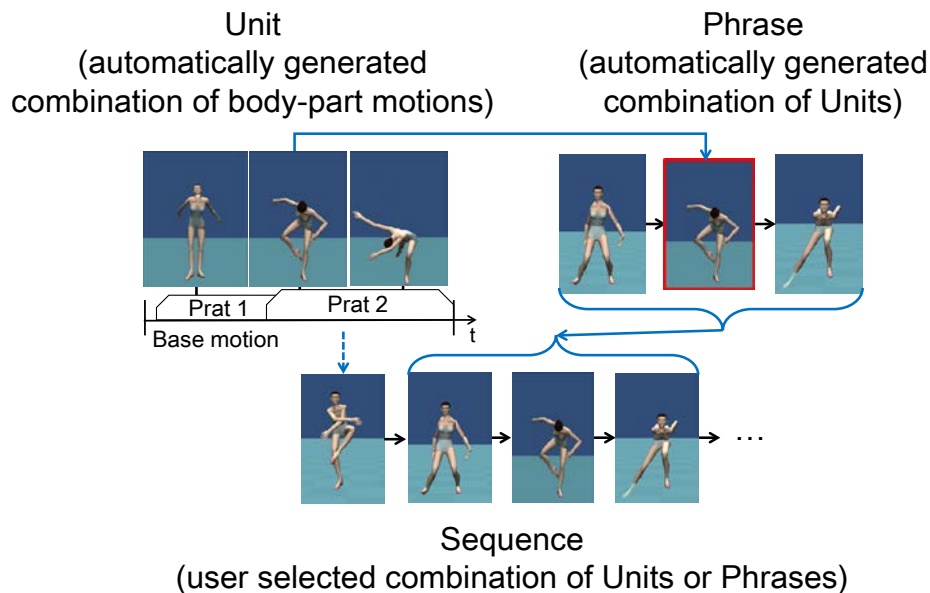 Unit
(automatically generated
combination of body-part motions)
Phrase
(automatically generated
combination of Units)
Prat 1
Prat 2
Base motion
t
...
Sequence
(user selected combination of Units or Phrases)